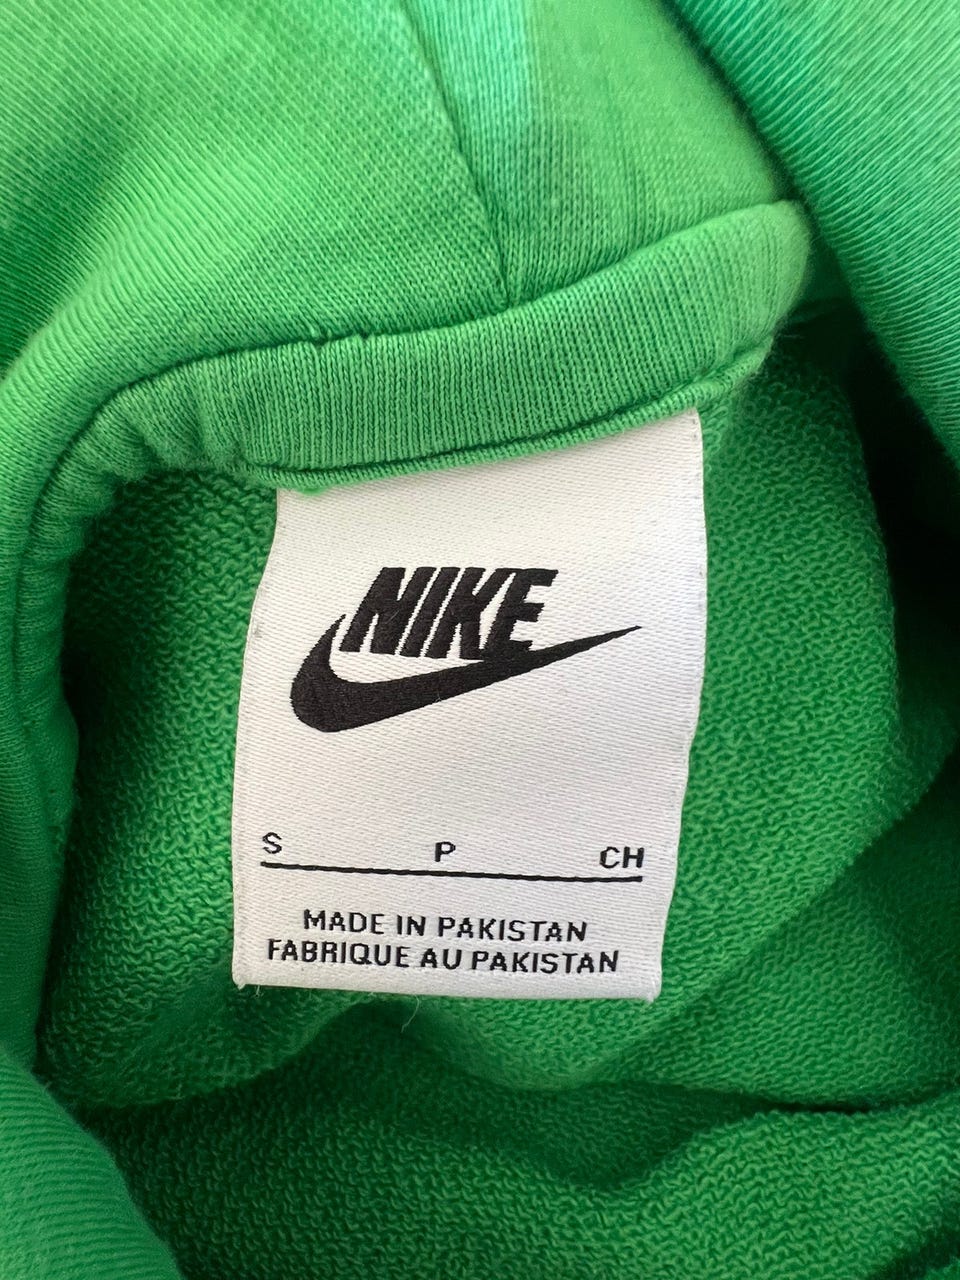 NIKE
S P CH
MADE IN PAKISTAN
FABRIQUE AU PAKISTAN